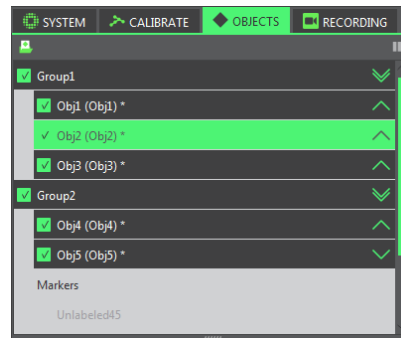 SYSTEM CALIBRATE OBJECTS RECORDING
Group1
Obj1 (Obj1) *
Obj2 (Obj2) *
Obj3 (Obj3) *
Group2
Obj4 (Obj4) *
Obj5 (Obj5) *
Markers
Unlabeled45